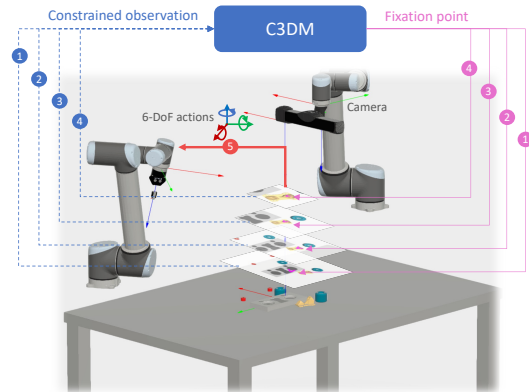 Constrained observation
C3DM
Fixation point
1
2
3
4
4
3
2
1
6-DoF actions
Camera
5